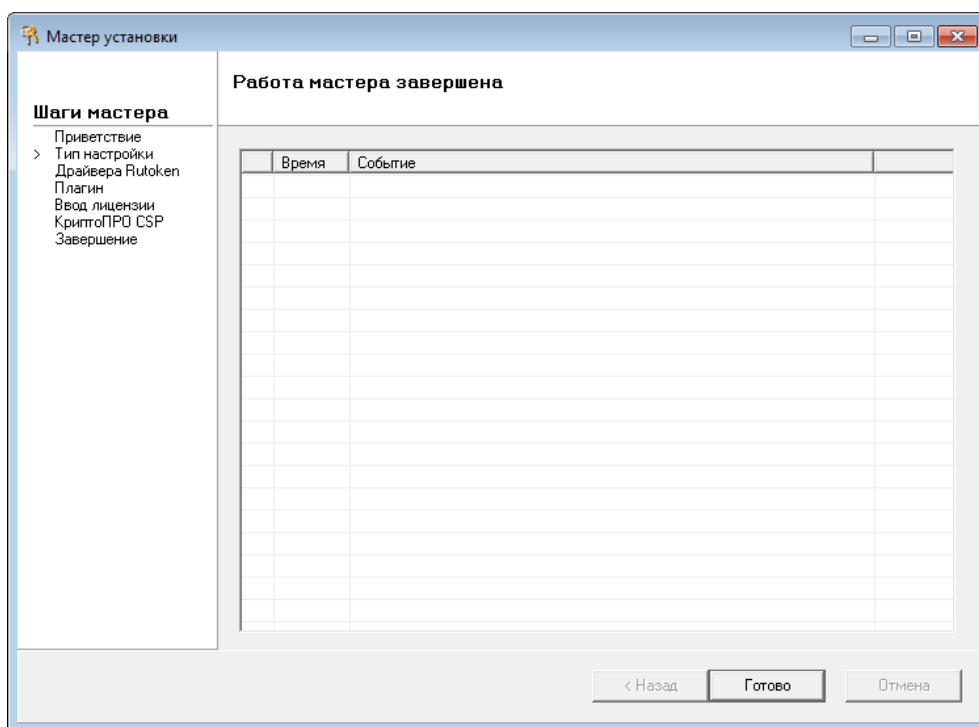 Мастер установки
Работа мастера завершена
Шаги мастера
Приветствие
> Тип настройки
Драйвера Rutoken
Плагин
Ввод лицензии
КриптоПРО CSP
Завершение
Время Событие
< Назад Готово Отмена